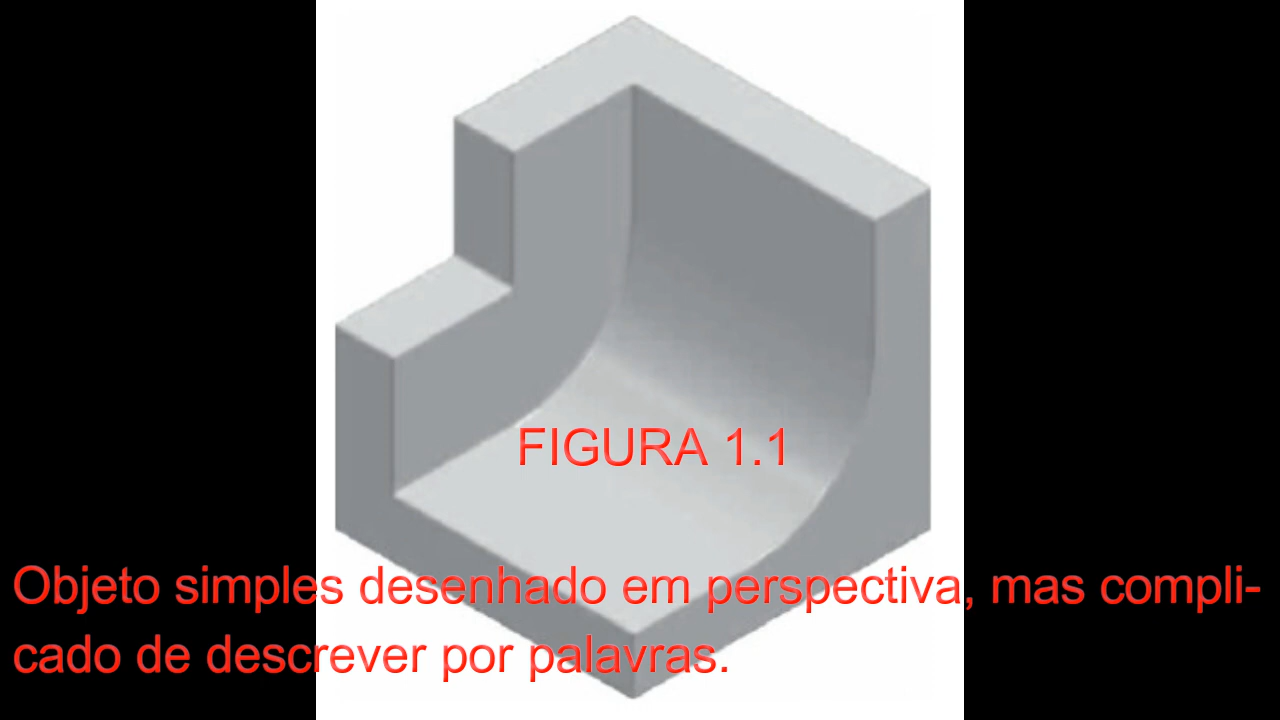 FIGURA 1.1
Objeto simples desenhado em perspectiva, mas compli-
cado de descrever por palavras.